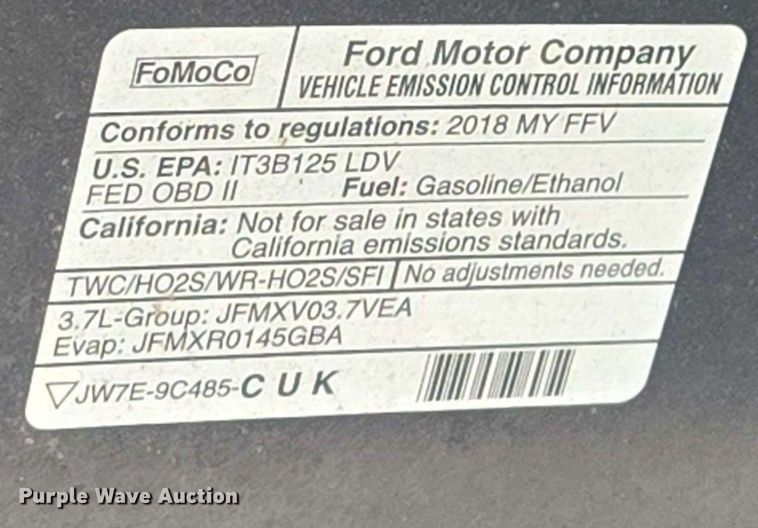 FoMoCo
Ford Motor Company
VEHICLE EMISSION CONTROL INFORMATION
Conforms to regulations: 2018 MY FFV
U.S. EPA: IT3B125 LDV
FED OBD II Fuel: Gasoline/Ethanol
California: Not for sale in states with
California emissions standards.
TWC/HO2S/WR-HO2S/SFI No adjustments needed.
3.7L-Group: JFMXV03.7VEA
Evap: JFMXR0145GBA
▽JW7E-9C485-C U K
Purple Wave Auction